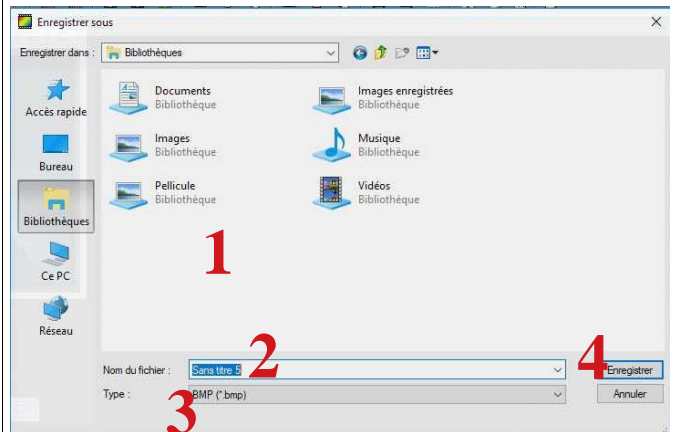 Enregistrer sous
Enregistrer dans :
Bibliothèques
Accès rapide
Bureau
Bibliothèques
Ce PC
Réseau
Documents
Bibliothèque
Images enregistrées
Bibliothèque
Images
Bibliothèque
Musique
Bibliothèque
Pellicule
Bibliothèque
Vidéos
Bibliothèque
1
Nom du fichier :
Sans titre 5
2
4
Enregistrer
Type :
3
BMP (*.bmp)
Annuler